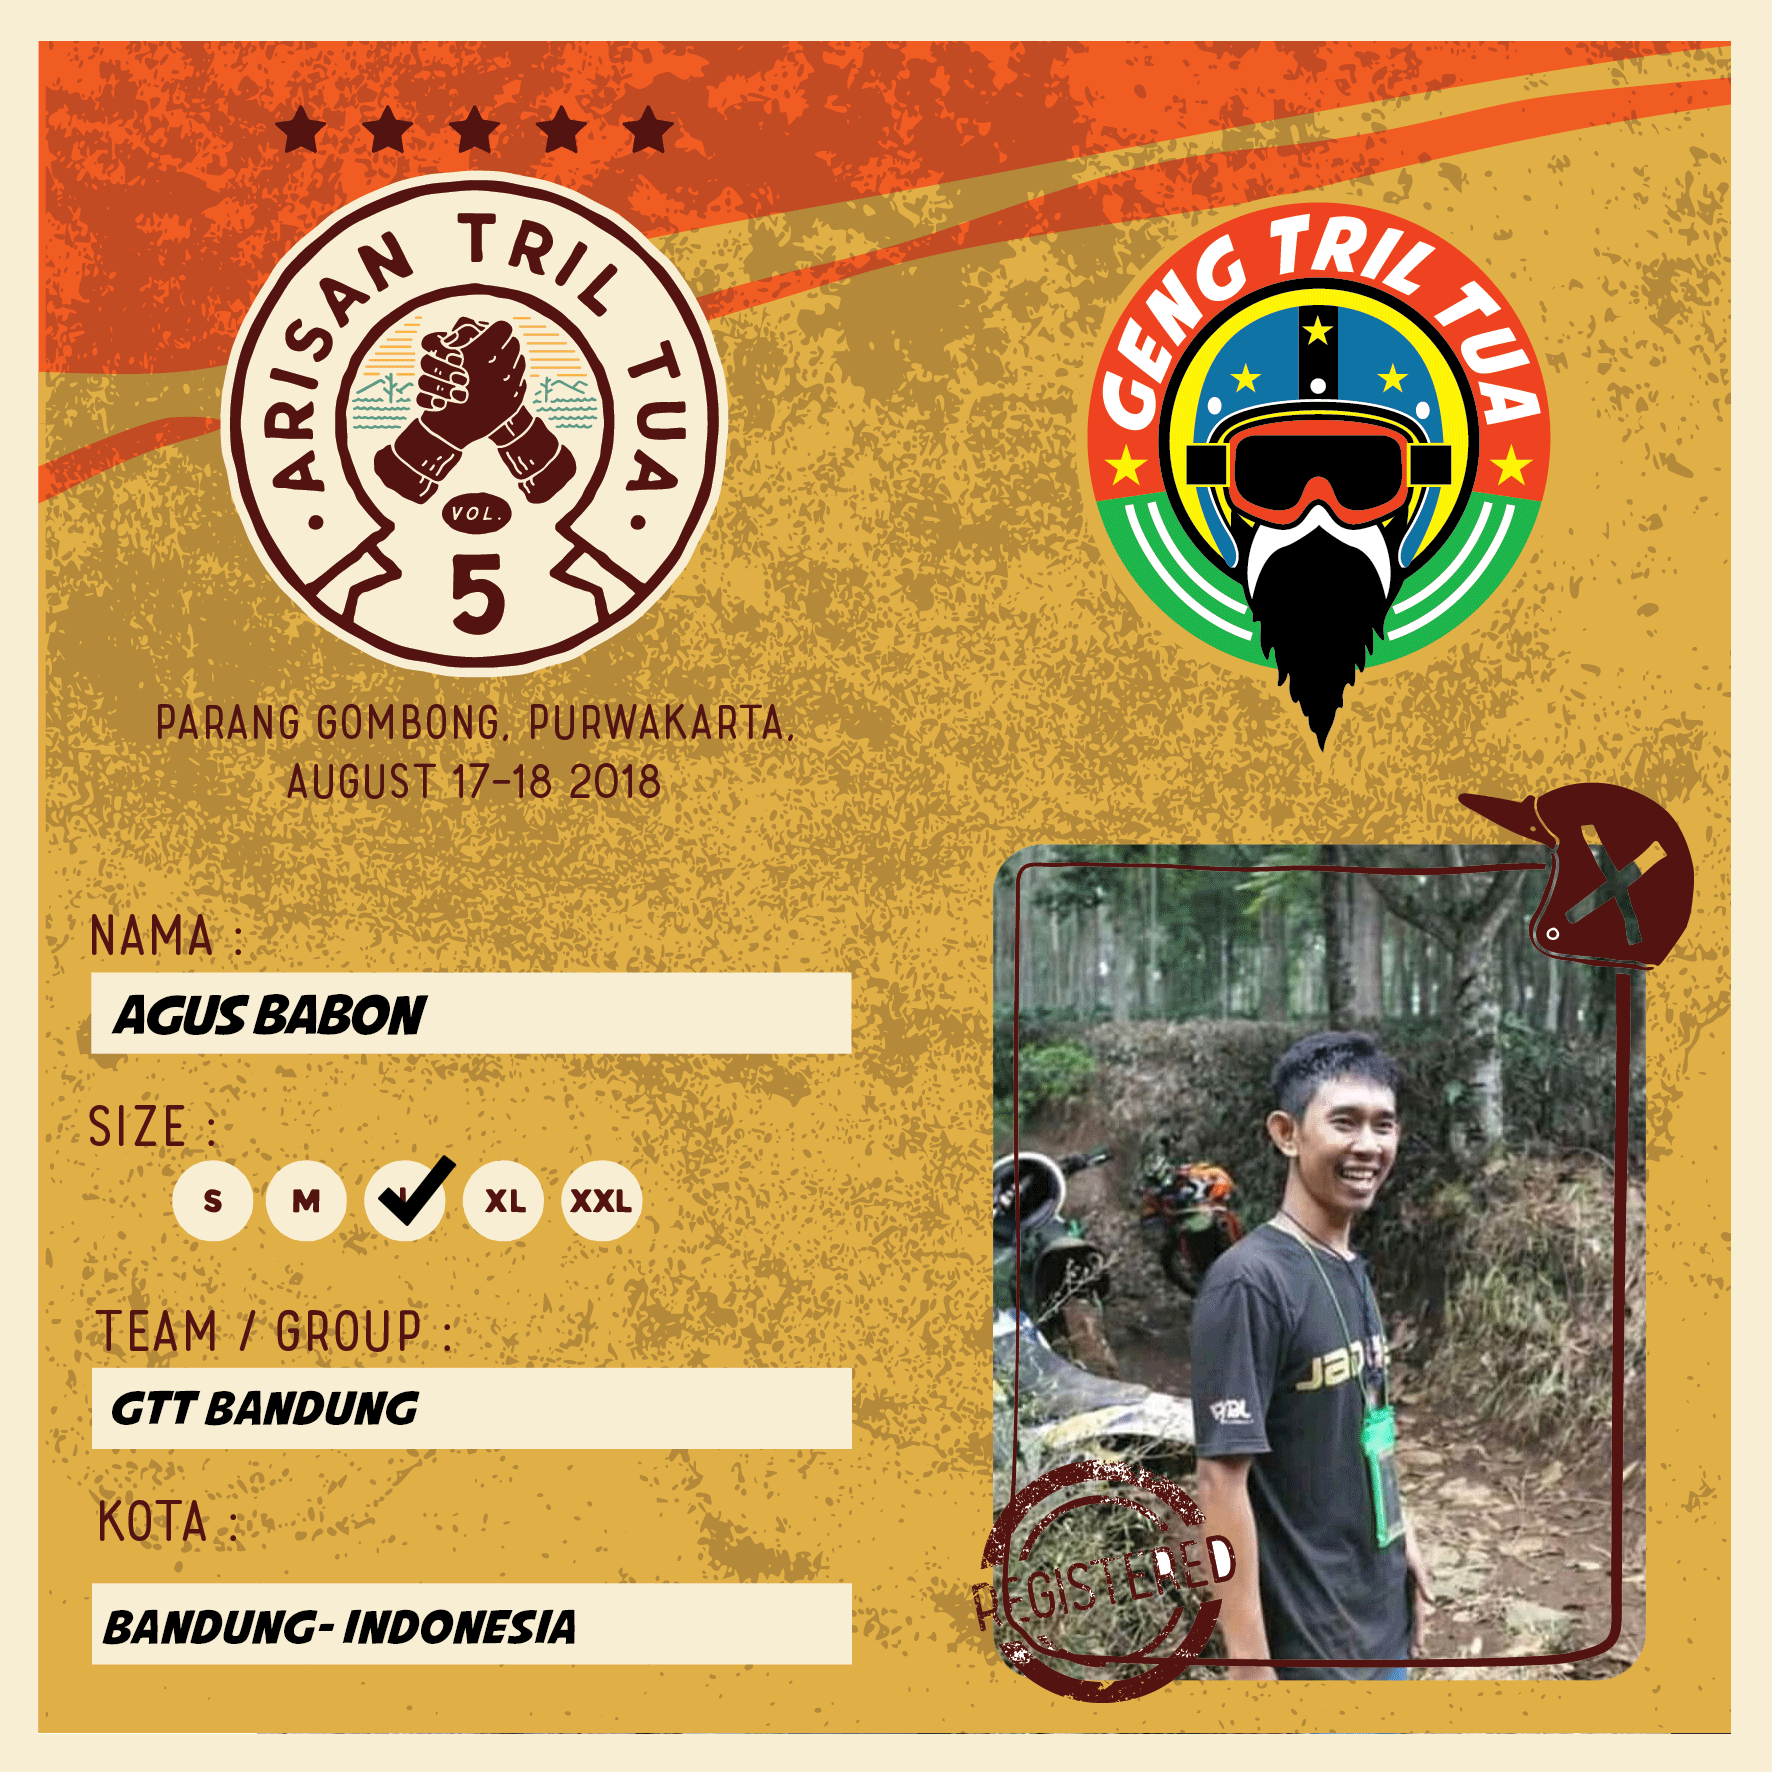 ARISAN TRIL TUA
VOL.
5
GENG TRIL TUA
PARANG GOMBONG, PURWAKARTA,
AUGUST 17-18 2018
NAMA :
AGUS BABON
SIZE :
S M L XL XXL
TEAM / GROUP :
GTT BANDUNG
KOTA :
BANDUNG- INDONESIA
REGISTERED